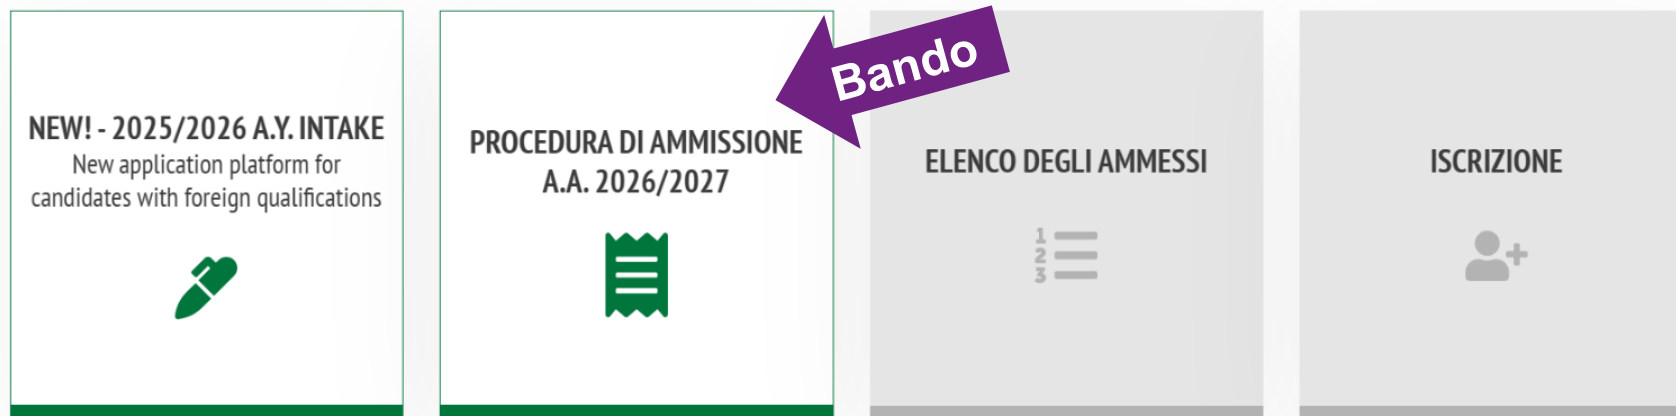 NEW! - 2025/2026 A.Y. INTAKE
New application platform for
candidates with foreign qualifications
PROCEDURA DI AMMISSIONE
A.A. 2026/2027
Bando
ELENCO DEGLI AMMESSI
1
2
3
ISCRIZIONE